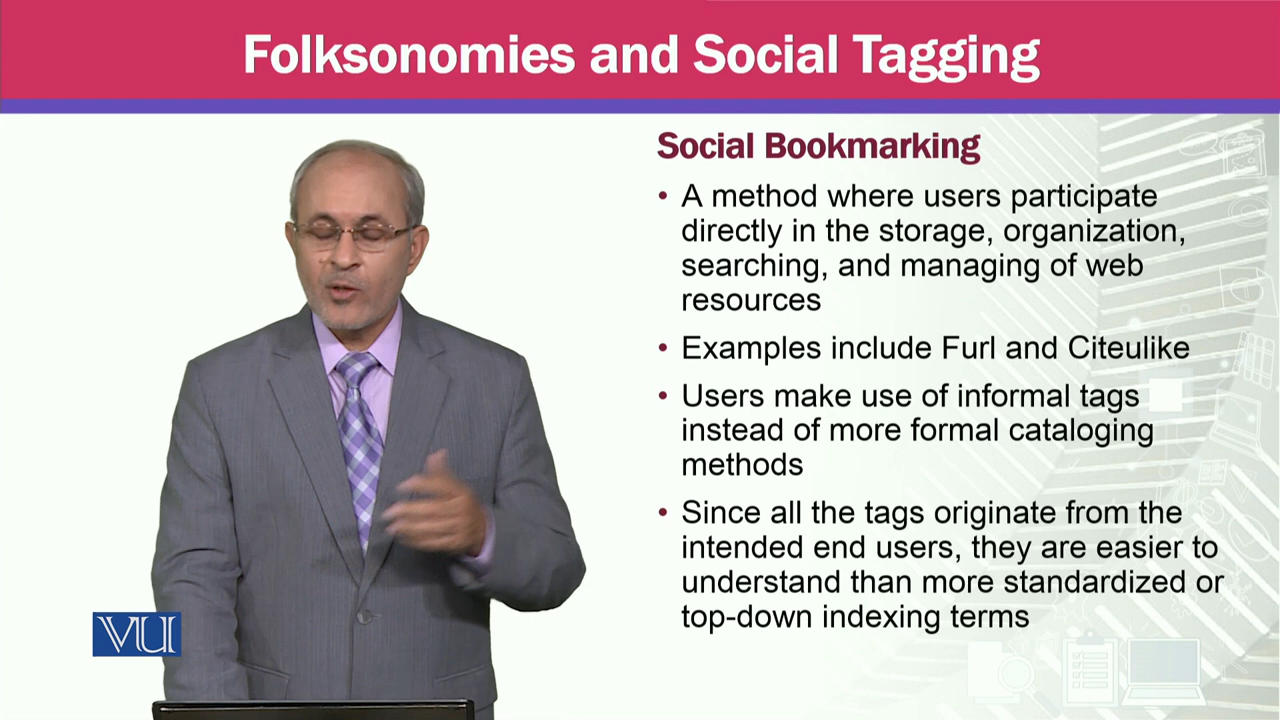 Folksonomies and Social Tagging
Social Bookmarking
• A method where users participate
directly in the storage, organization,
searching, and managing of web
resources
• Examples include Furl and Citeulike
• Users make use of informal tags
instead of more formal cataloging
methods
• Since all the tags originate from the
intended end users, they are easier to
understand than more standardized or
top-down indexing terms
VU